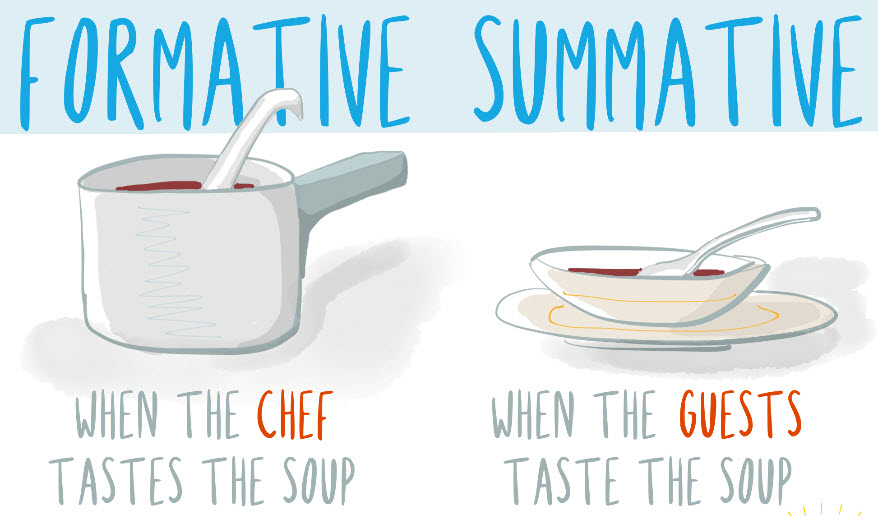 FORMATIVE
WHEN THE CHEF
TASTES THE SOUP
SUMMATIVE
WHEN THE GUESTS
TASTE THE SOUP